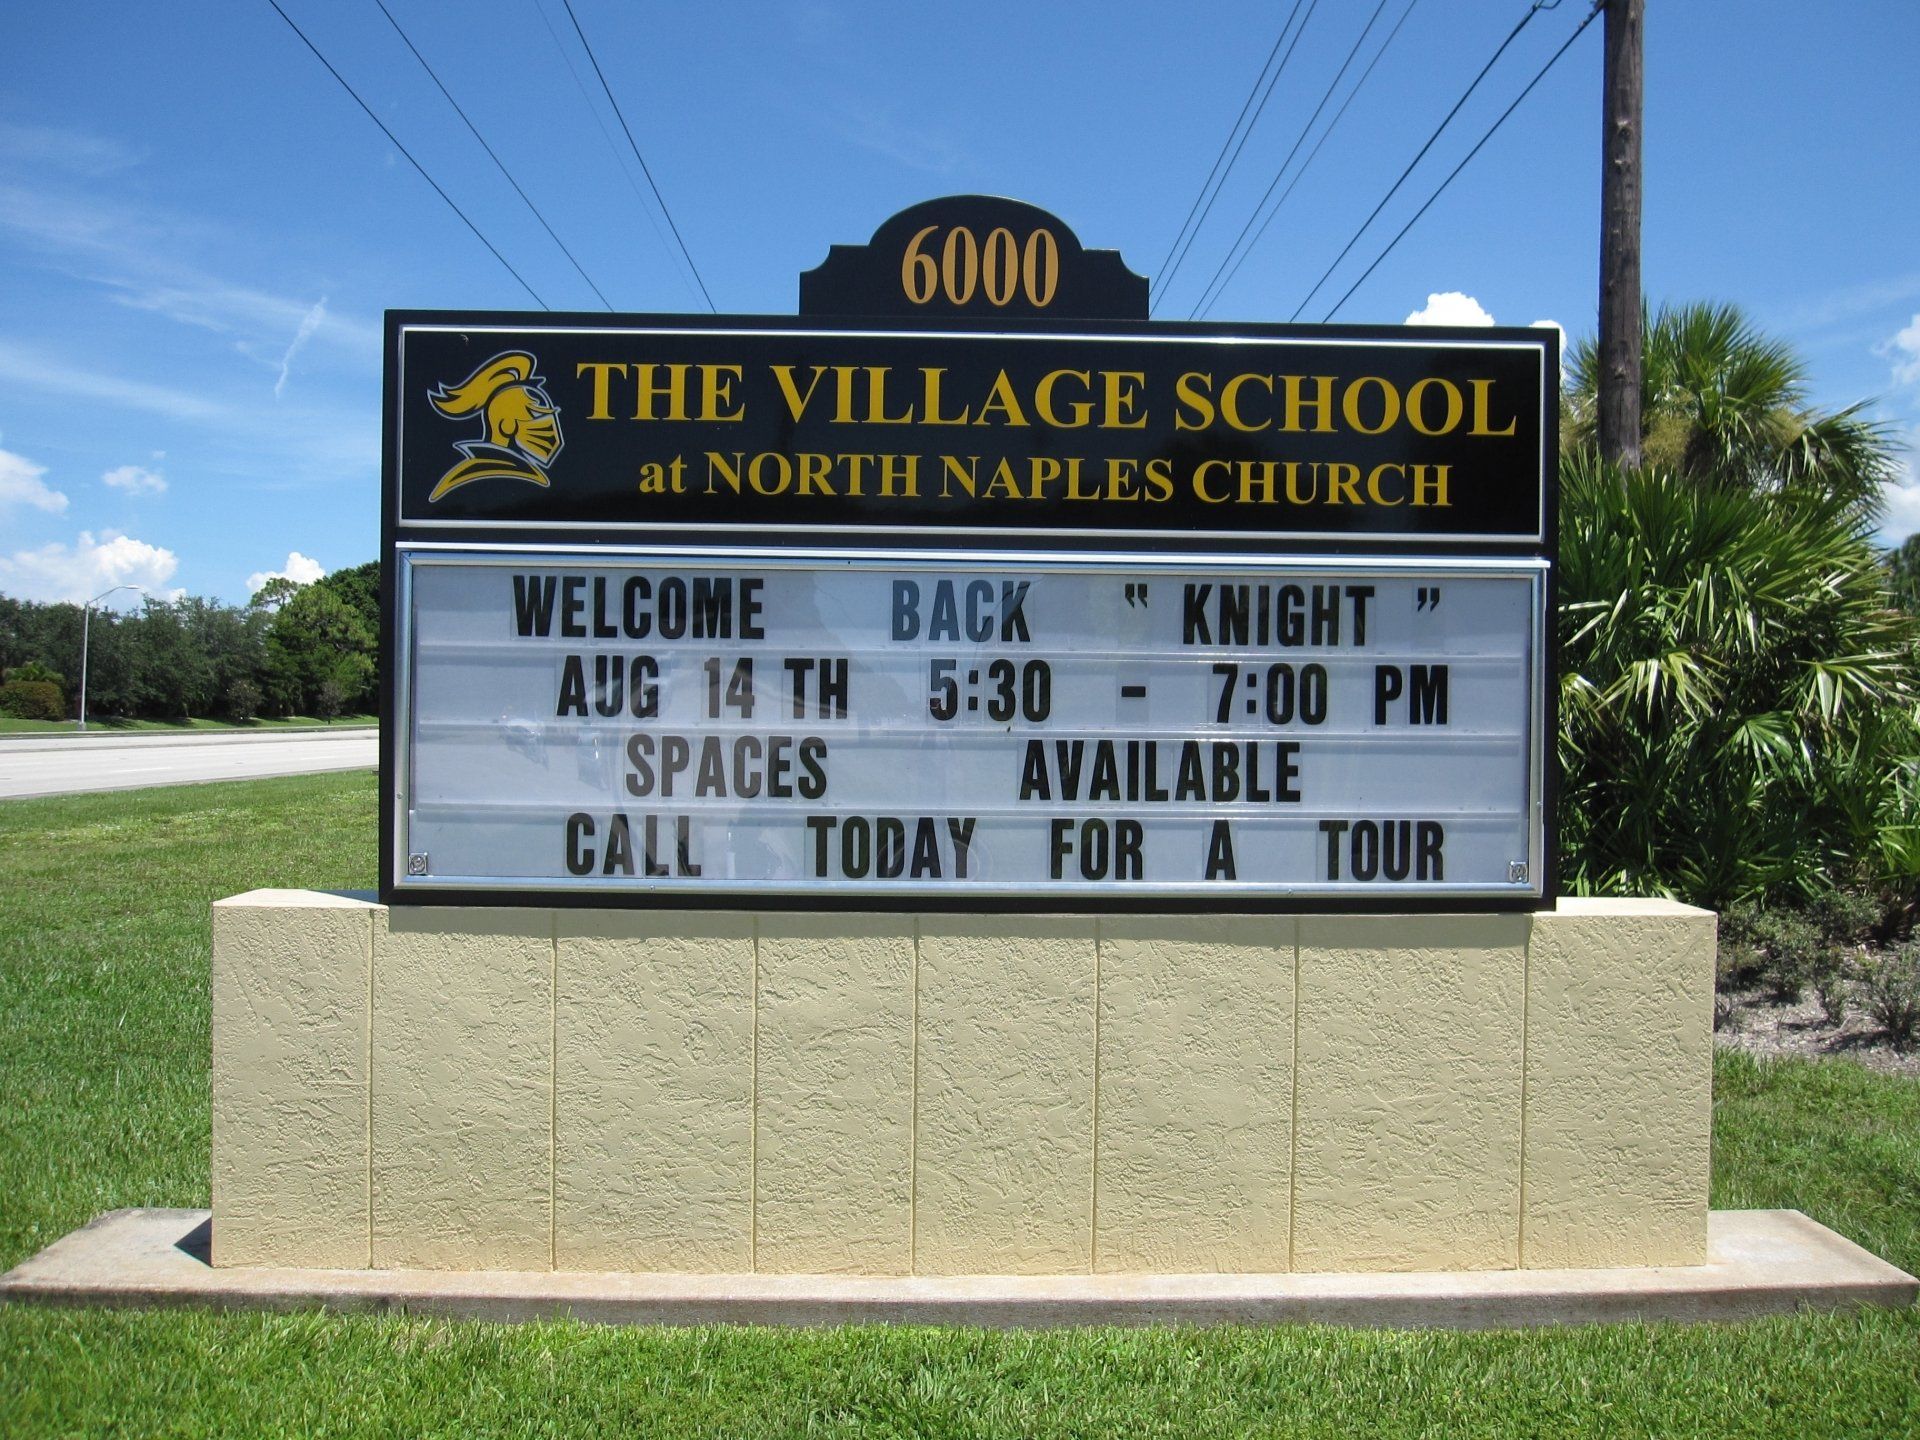 6000
THE VILLAGE SCHOOL
at NORTH NAPLES CHURCH
WELCOME BACK " KNIGHT "
AUG 14 TH 5:30 - 7:00 PM
SPACES AVAILABLE
CALL TODAY FOR A TOUR